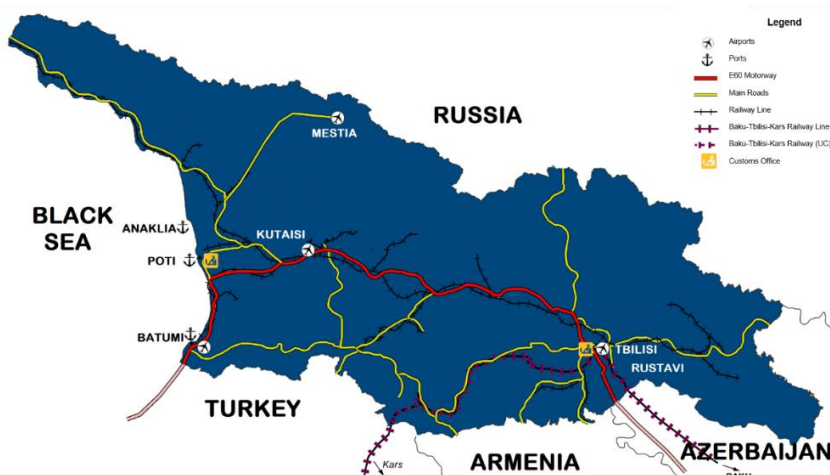 Legend
Airports
Ports
E60 Motorway
Main Roads
Railway Line
Baku-Tbilisi-Kars Railway Line
Baku-Tbilisi-Kars Railway (UC)
Customs Office
RUSSIA
MESTIA
BLACK
SEA
ANAKLIA
KUTAISI
POTI
BATUMI
TBILISI
RUSTAVI
TURKEY
ARMENIA
AZERBAIJAN
Kars
BAKU